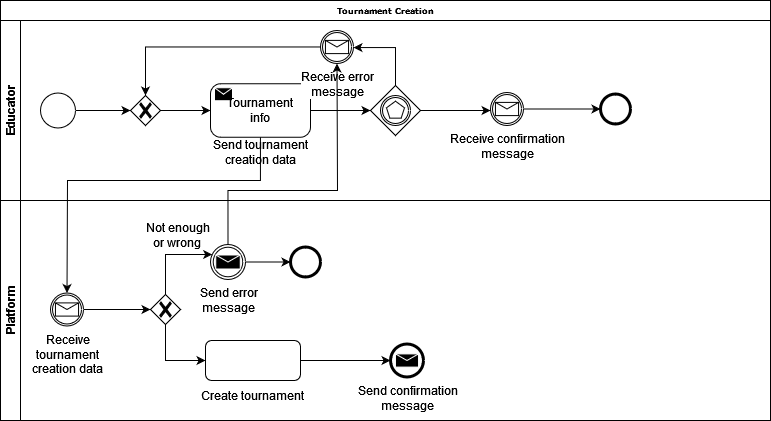 Tournament Creation
Educator
Receive error
message
Tournament
info
Send tournament
creation data
Receive confirmation
message
Platform
Not enough
or wrong
Send error
message
Receive
tournament
creation data
Create tournament
Send confirmation
message